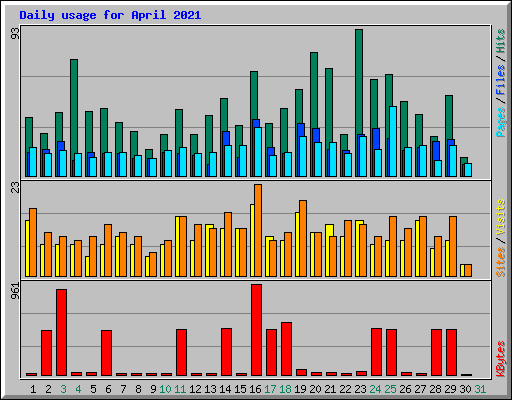 Daily usage for April 2021
93
Pages / Files / Hits
23
Sites / Visits
961
KBytes
1 2 3 4 5 6 7 8 9 10 11 12 13 14 15 16 17 18 19 20 21 22 23 24 25 26 27 28 29 30 31